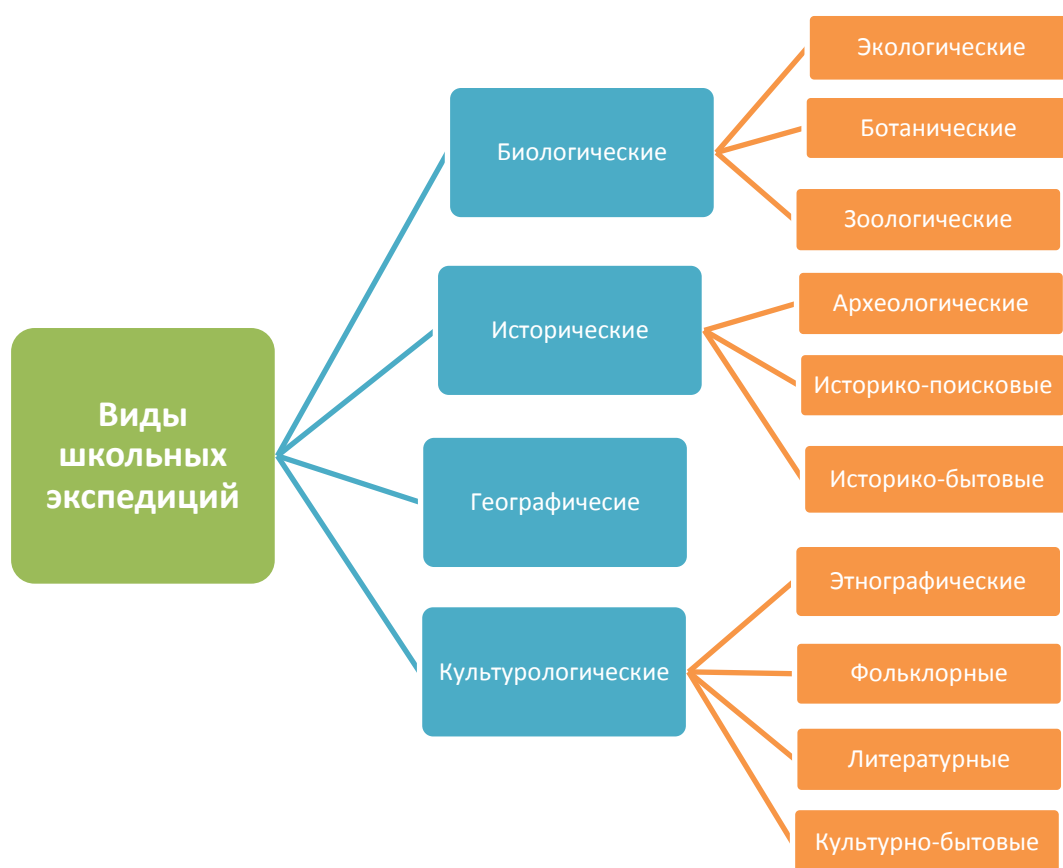 Виды
школьных
экспедиций
Биологические
Экологические
Ботанические
Зоологические
Исторические
Археологические
Историко-поисковые
Историко-бытовые
Географичесие
Культурологические
Этнографические
Фольклорные
Литературные
Культурно-бытовые